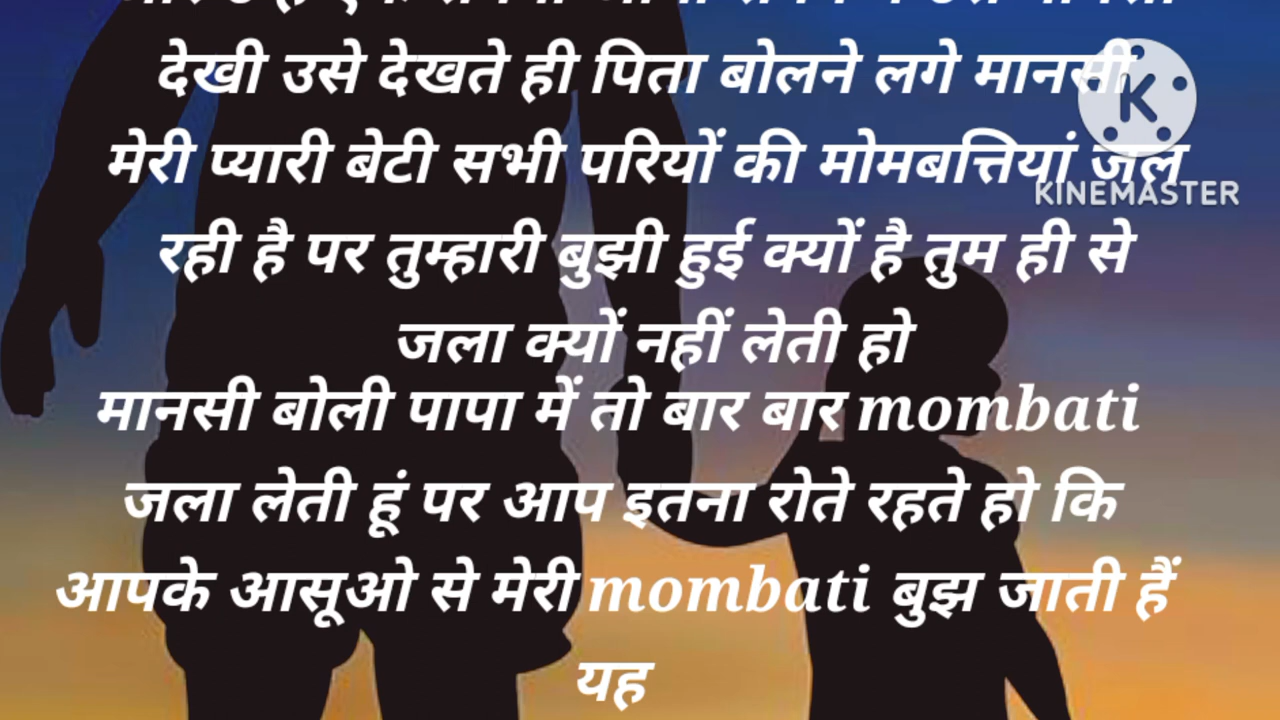 देखी उसे देखते ही पिता बोलने लगे मानसी
मेरी प्यारी बेटी सभी परियों की मोमबत्तियां जल
रही है पर तुम्हारी बुझी हुई क्यों है तुम ही से
जला क्यों नहीं लेती हो
मानसी बोली पापा में तो बार बार mombati
जला लेती हूं पर आप इतना रोते रहते हो कि
आपके आसूओ से मेरी mombati बुझ जाती हैं
यह
K
KINEMASTER